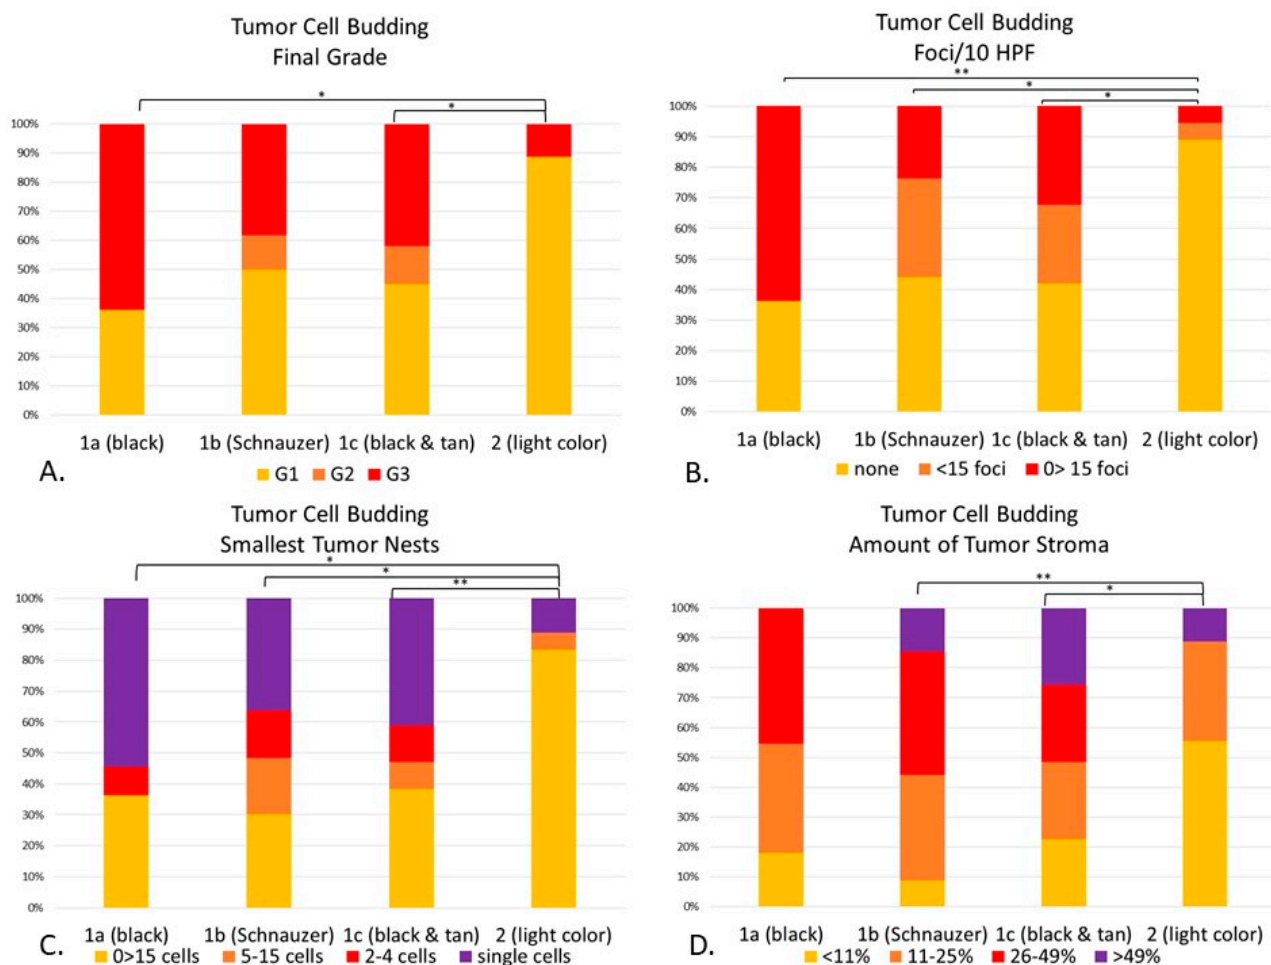 Tumor Cell Budding
Final Grade
*
*
100%
90%
80%
70%
60%
50%
40%
30%
20%
10%
0%
1a (black) 1b (Schnauzer) 1c (black & tan) 2 (light color)
A.
G1 G2 G3
Tumor Cell Budding
Foci/10 HPF
**
*
*
100%
90%
80%
70%
60%
50%
40%
30%
20%
10%
0%
1a (black) 1b (Schnauzer) 1c (black & tan) 2 (light color)
B.
none <15 foci 0> 15 foci
Tumor Cell Budding
Smallest Tumor Nests
*
*
**
100%
90%
80%
70%
60%
50%
40%
30%
20%
10%
0%
1a (black) 1b (Schnauzer) 1c (black & tan) 2 (light color)
C.
0>15 cells 5-15 cells 2-4 cells single cells
Tumor Cell Budding
Amount of Tumor Stroma
**
*
100%
90%
80%
70%
60%
50%
40%
30%
20%
10%
0%
1a (black) 1b (Schnauzer) 1c (black & tan) 2 (light color)
D.
<11% 11-25% 26-49% >49%